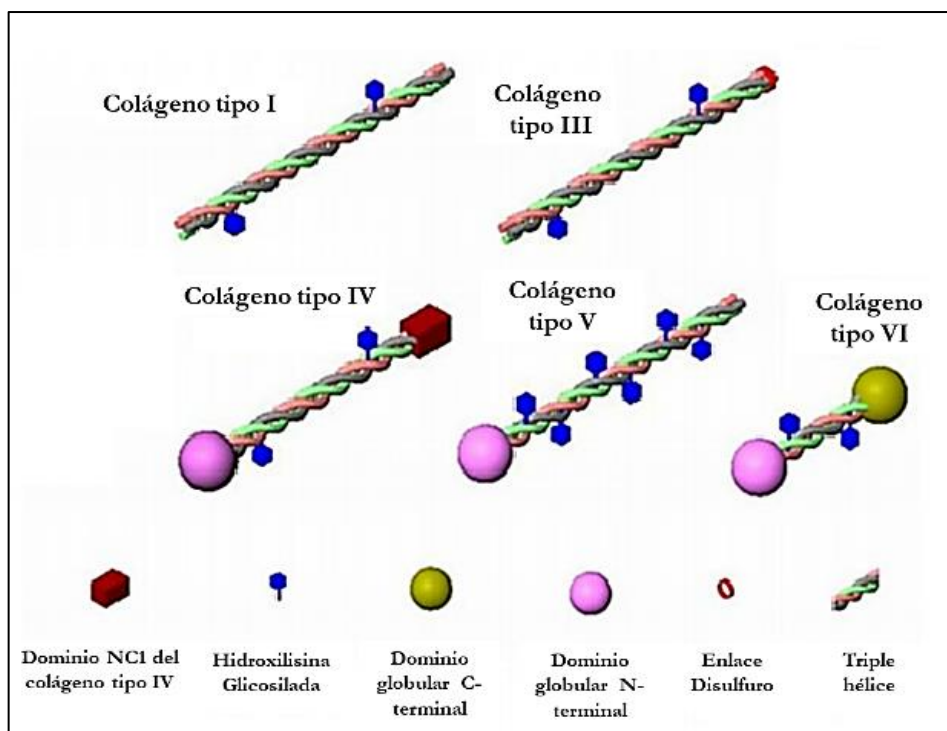 Colágeno tipo I
Colágeno
tipo III
Colágeno tipo IV
Colágeno
tipo V
Colágeno
tipo VI
Dominio NC1 del
colágeno tipo IV
Hidroxilisina
Glicosilada
Dominio
globular C-
terminal
Dominio
globular N-
terminal
Enlace
Disulfuro
Triple
hélice